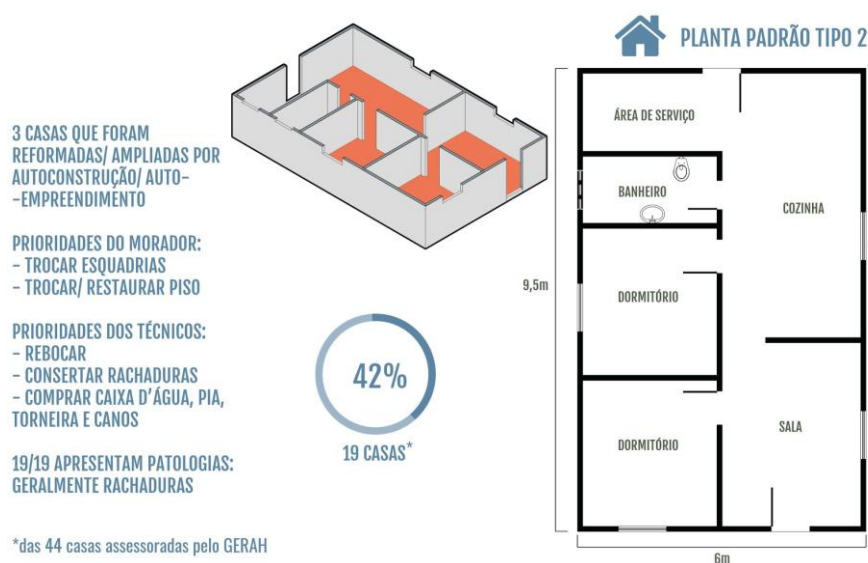 PLANTA PADRÃO TIPO 2
3 CASAS QUE FORAM
REFORMADAS/ AMPLIADAS POR
AUTOCONSTRUÇÃO/ AUTO-
-EMPREENDIMENTO
PRIORIDADES DO MORADOR:
- TROCAR ESQUADRIAS
- TROCAR/ RESTAURAR PISO
PRIORIDADES DOS TÉCNICOS:
- REBOCAR
- CONSERTAR RACHADURAS
- COMPRAR CAIXA D'ÁGUA, PIA,
TORNEIRA E CANOS
19/19 APRESENTAM PATOLOGIAS:
GERALMENTE RACHADURAS
*das 44 casas assessoradas pelo GERAH
42%
19 CASAS*
ÁREA DE SERVIÇO
BANHEIRO
COZINHA
9,5m
DORMITÓRIO
DORMITÓRIO
SALA
6m